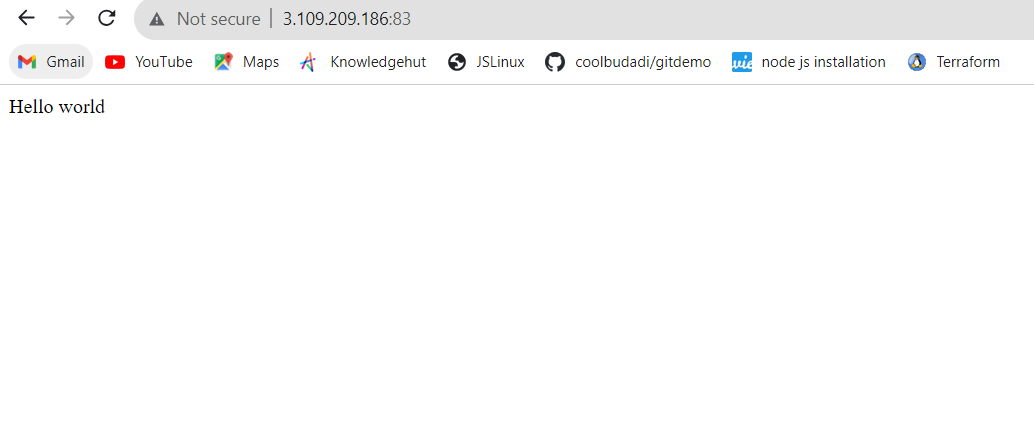 Not secure 3.109.209.186:83
Gmail YouTube Maps Knowledgehut JSLinux coolbudadi/gitdemo node js installation Terraform
Hello world